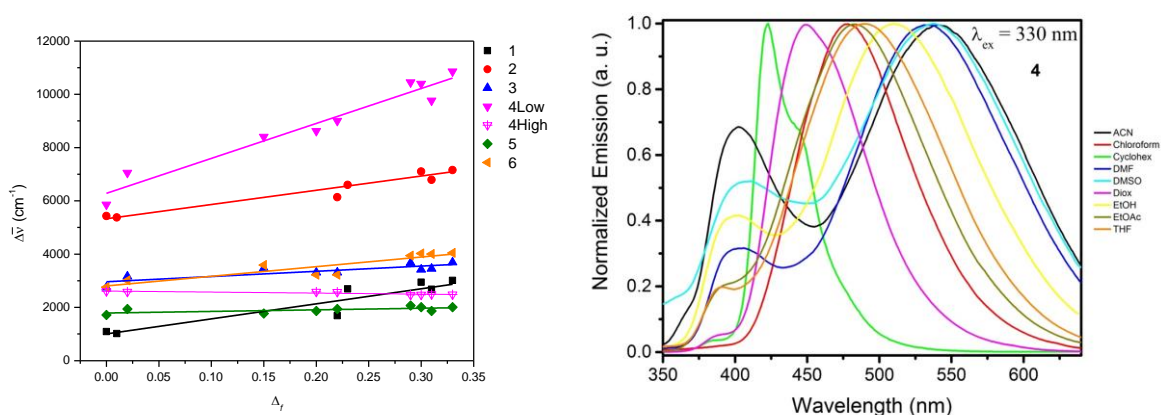 Δν̄ (cm⁻¹)
12000
10000
8000
6000
4000
2000
0
0.00 0.05 0.10 0.15 0.20 0.25 0.30 0.35
Δf
1
2
3
4Low
4High
5
6
Normalized Emission (a. u.)
1.0
0.8
0.6
0.4
0.2
0.0
350 400 450 500 550 600
Wavelength (nm)
λex = 330 nm
4
ACN
Chloroform
Cyclohex
DMF
DMSO
Diox
EtOH
EtOAc
THF